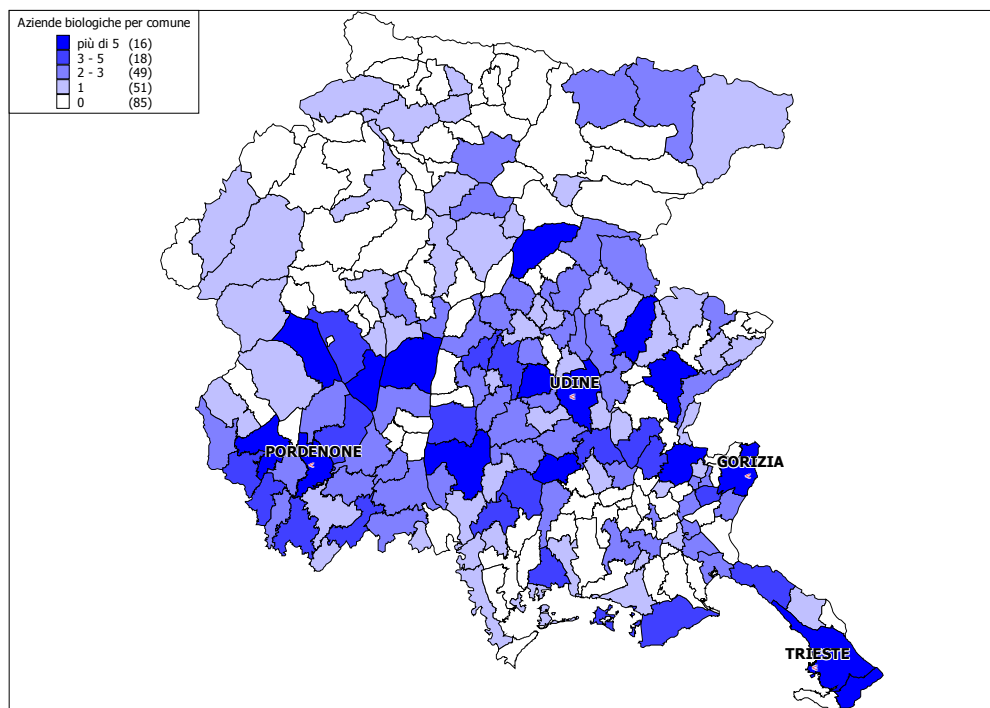 Aziende biologiche per comune
più di 5 (16)
3 - 5 (18)
2 - 3 (49)
1 (51)
0 (85)
UDINE
PORDENONE
GORIZIA
TRIESTE